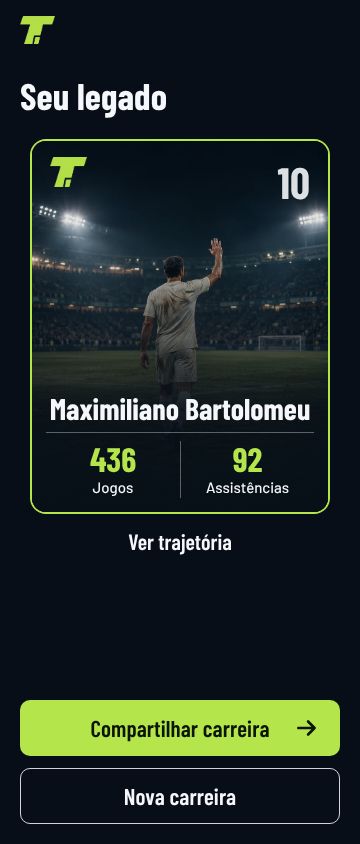 Seu legado
10
Maximiliano Bartolomeu
436
Jogos
92
Assistências
Ver trajetória
Compartilhar carreira
Nova carreira